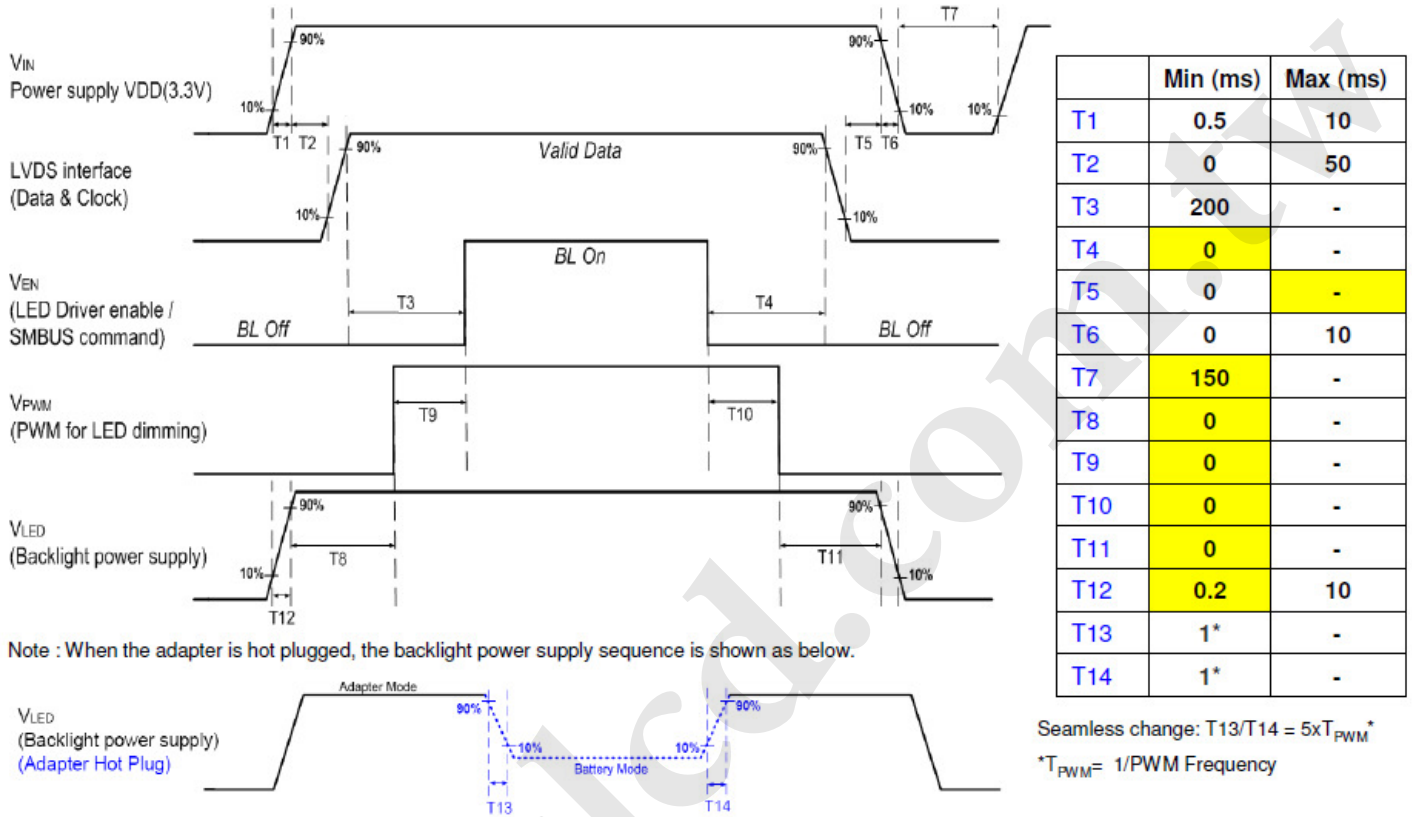 T7
90%
90%
VIN
Power supply VDD(3.3V)
10%
10%
10%
T1 T2
T5 T6
90%
Valid Data
90%
LVDS interface
(Data & Clock)
10%
10%
BL On
VEN
(LED Driver enable /
SMBUS command)
BL Off
T3
T4
BL Off
VPWM
(PWM for LED dimming)
T9
T10
90%
90%
VLED
(Backlight power supply)
T8
T11
10%
10%
T12
Note : When the adapter is hot plugged, the backlight power supply sequence is shown as below.
Adapter Mode
90%
90%
VLED
(Backlight power supply)
(Adapter Hot Plug)
10%
10%
Battery Mode
T13
T14
Min (ms) Max (ms)
T1 0.5 10
T2 0 50
T3 200 -
T4 0 -
T5 0 -
T6 0 10
T7 150 -
T8 0 -
T9 0 -
T10 0 -
T11 0 -
T12 0.2 10
T13 1* -
T14 1* -
Seamless change: T13/T14 = 5xTPWM*
*TPWM= 1/PWM Frequency
lcd.com.tw